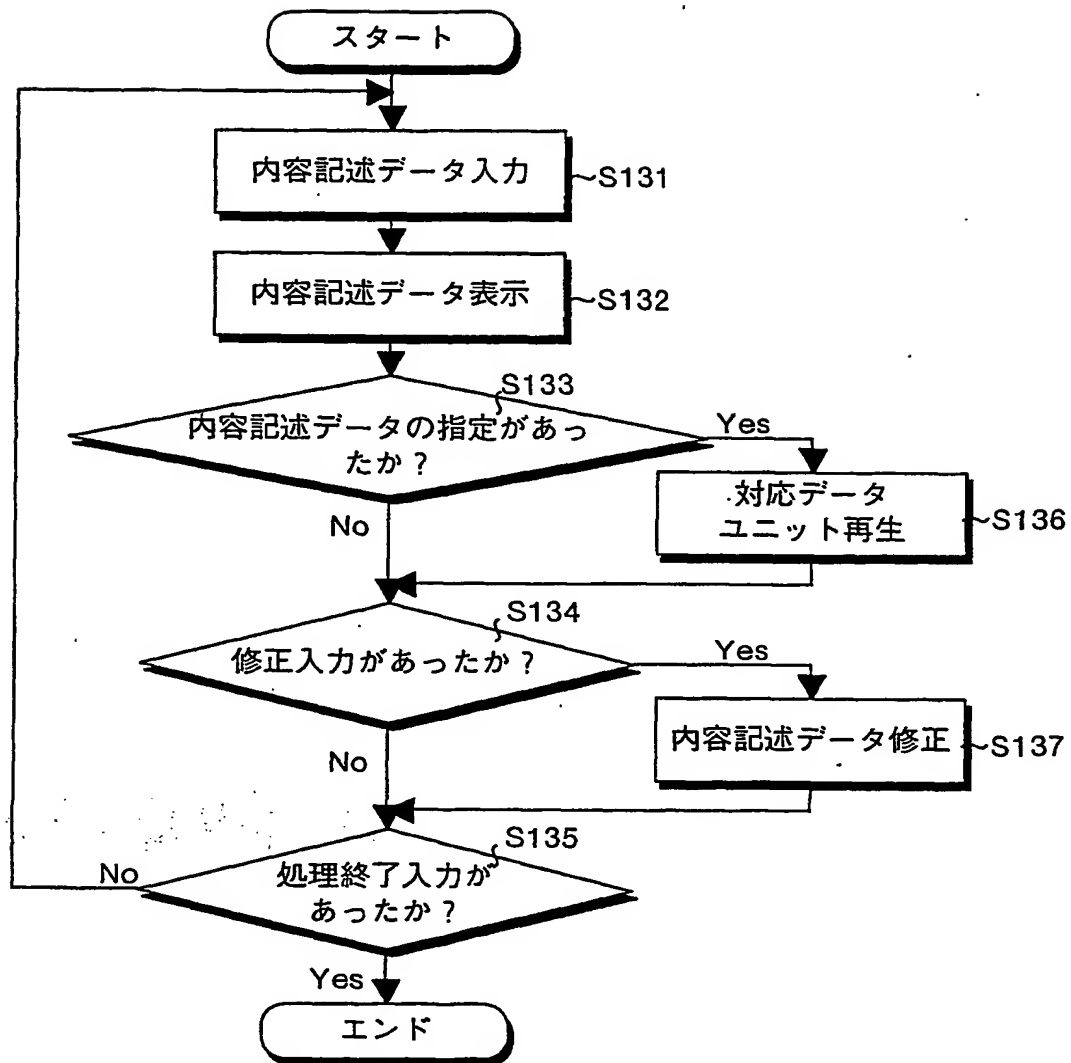 スタート
内容記述データ入力
~S131
内容記述データ表示
~S132
S133
内容記述データの指定があっ
たか?
Yes
No
対応データ
ユニット再生
~S136
S134
修正入力があったか?
Yes
No
内容記述データ修正
~S137
S135
処理終了入力が
あったか?
No
Yes
エンド